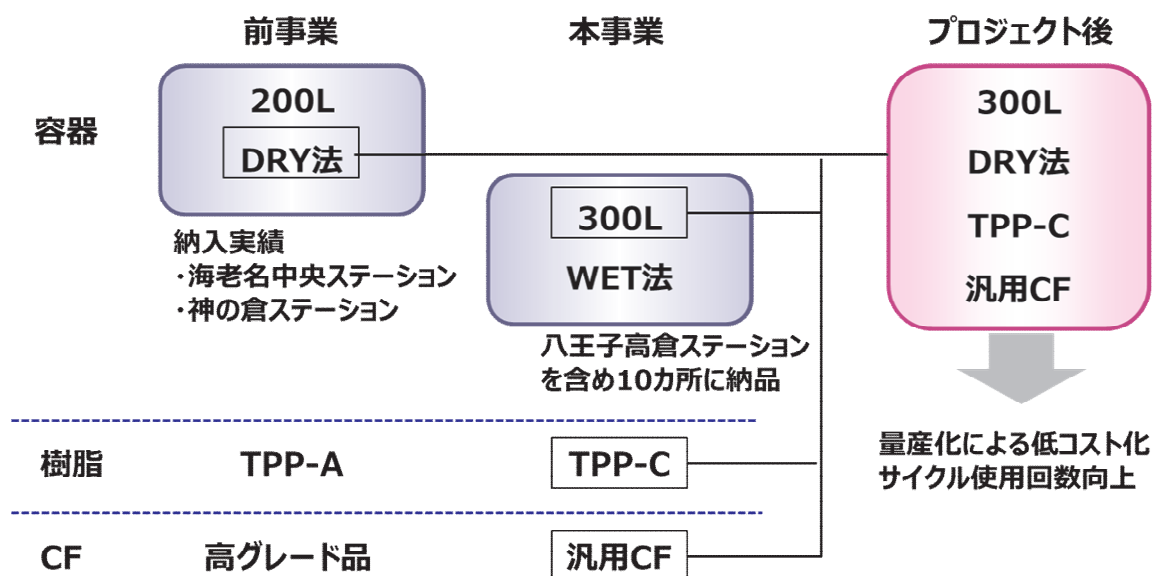 前事業
本事業
プロジェクト後
容器
200L
DRY法
納入実績
・海老名中央ステーション
・神の倉ステーション
300L
WET法
八王子高倉ステーション
を含め10カ所に納品
300L
DRY法
TPP-C
汎用CF
量産化による低コスト化
サイクル使用回数向上
樹脂
TPP-A
TPP-C
CF
高グレード品
汎用CF